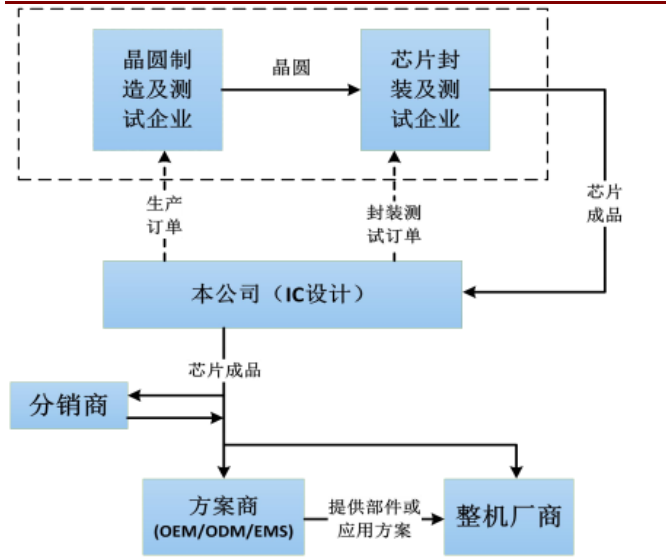 晶圆制
造及测
试企业
晶圆
芯片封
装及测
试企业
生产
订单
封装测
试订单
芯片
成品
本公司（IC设计）
芯片成品
分销商
方案商
(OEM/ODM/EMS)
提供部件或
应用方案
整机厂商